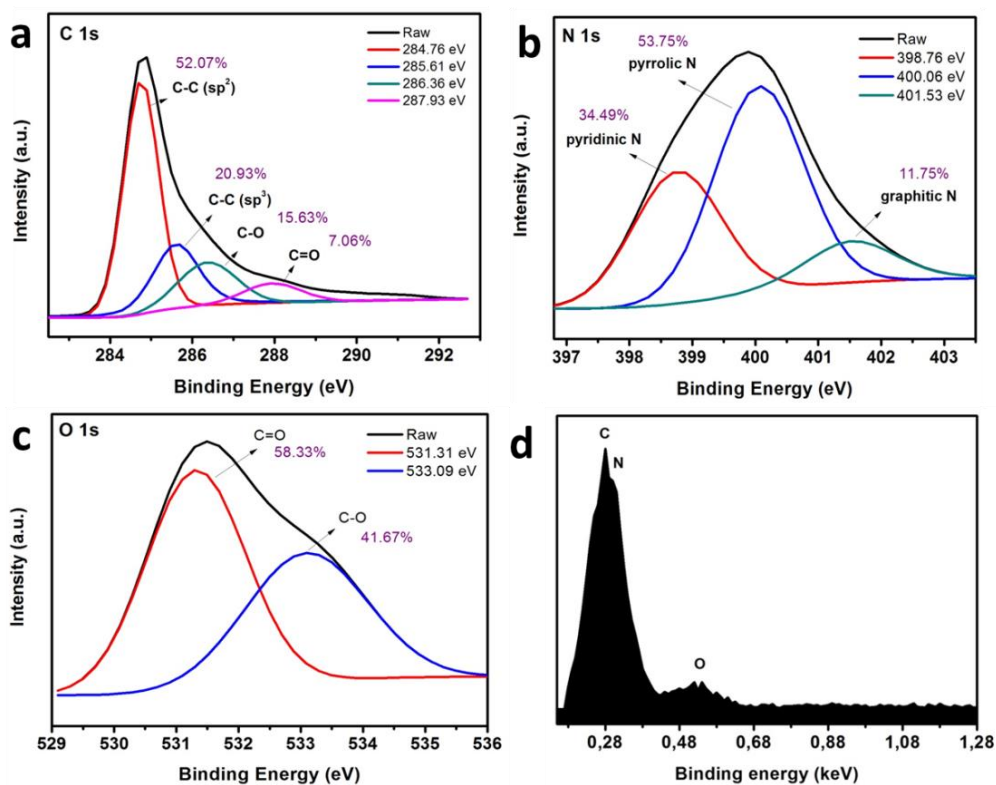 a
C 1s
Raw
284.76 eV
285.61 eV
286.36 eV
287.93 eV
52.07%
C-C (sp²)
20.93%
C-C (sp³)
15.63%
C-O
7.06%
C=O
Intensity (a.u.)
284 286 288 290 292
Binding Energy (eV)
b
N 1s
Raw
398.76 eV
400.06 eV
401.53 eV
53.75%
pyrrolic N
34.49%
pyridinic N
11.75%
graphitic N
Intensity (a.u.)
397 398 399 400 401 402 403
Binding Energy (eV)
c
O 1s
Raw
531.31 eV
533.09 eV
C=O
58.33%
C-O
41.67%
Intensity (a.u.)
529 530 531 532 533 534 535 536
Binding Energy (eV)
d
C
N
O
0,28 0,48 0,68 0,88 1,08 1,28
Binding energy (keV)